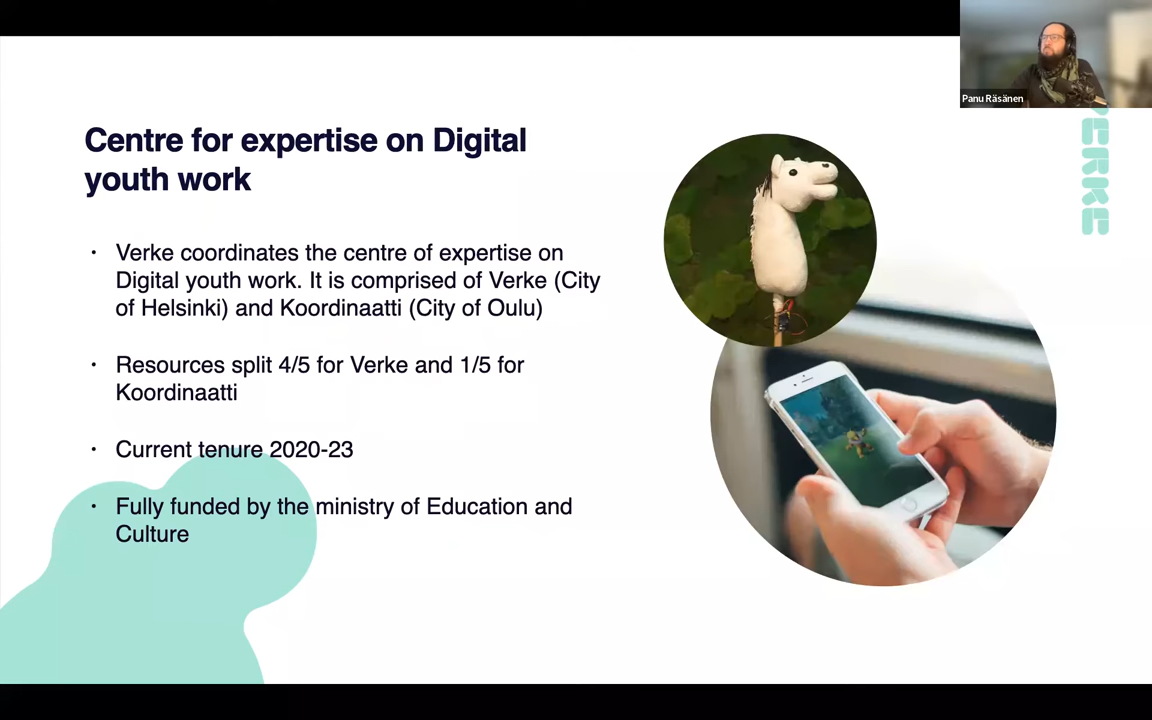 Panu Räsänen
VERKE
Centre for expertise on Digital
youth work
· Verke coordinates the centre of expertise on
Digital youth work. It is comprised of Verke (City
of Helsinki) and Koordinaatti (City of Oulu)
· Resources split 4/5 for Verke and 1/5 for
Koordinaatti
· Current tenure 2020-23
· Fully funded by the ministry of Education and
Culture